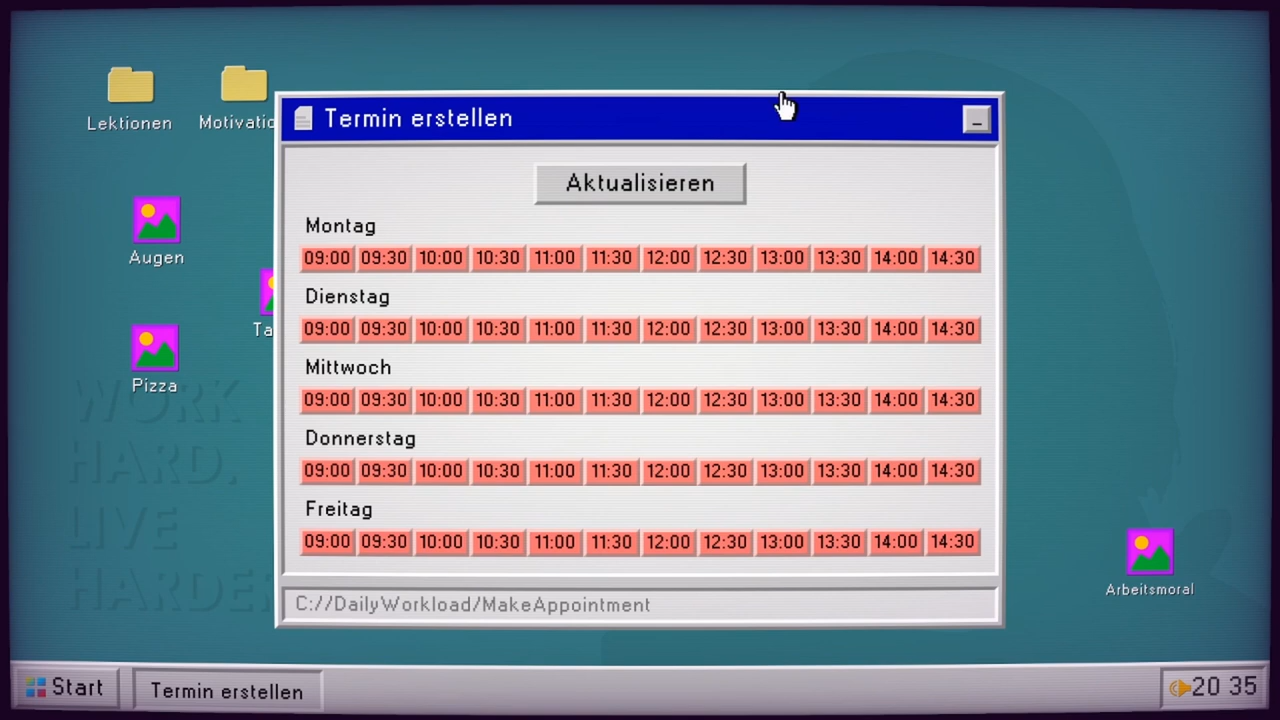 Lektionen
Termin erstellen
Aktualisieren
Montag
09:00 09:30 10:00 10:30 11:00 11:30 12:00 12:30 13:00 13:30 14:00 14:30
Dienstag
09:00 09:30 10:00 10:30 11:00 11:30 12:00 12:30 13:00 13:30 14:00 14:30
Mittwoch
09:00 09:30 10:00 10:30 11:00 11:30 12:00 12:30 13:00 13:30 14:00 14:30
Donnerstag
09:00 09:30 10:00 10:30 11:00 11:30 12:00 12:30 13:00 13:30 14:00 14:30
Freitag
09:00 09:30 10:00 10:30 11:00 11:30 12:00 12:30 13:00 13:30 14:00 14:30
C://DailyWorkload/MakeAppointment
Augen
Pizza
WORK
HARD.
LIVE
HARDER
Arbeitsmoral
Start
Termin erstellen
20 35